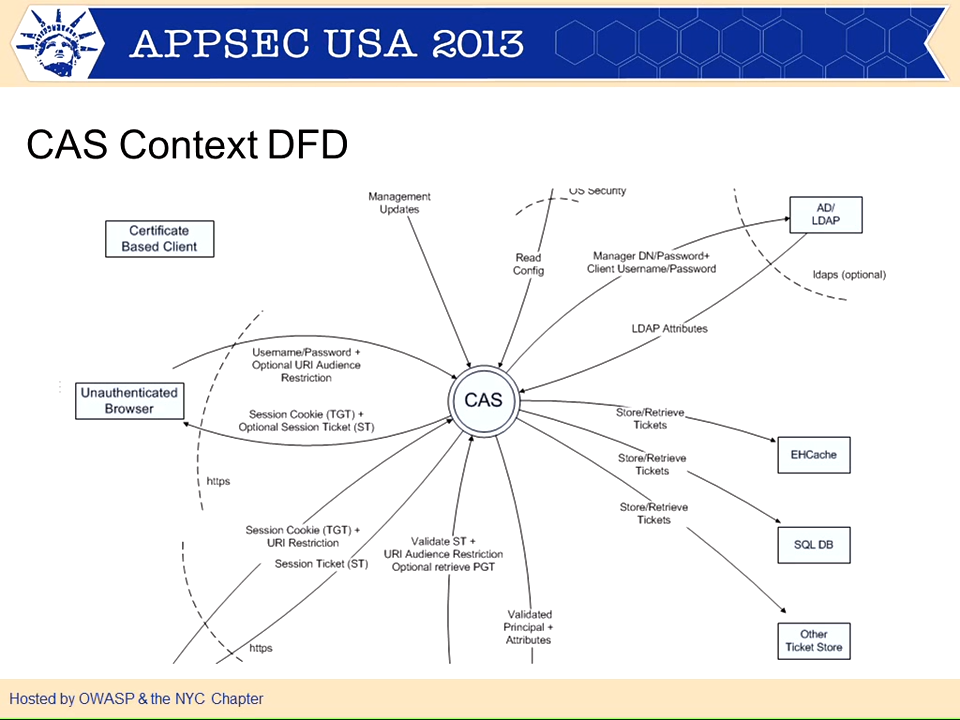 APPSEC USA 2013
CAS Context DFD
Management
Updates
OS Security
AD/
LDAP
Certificate
Based Client
Read
Config
Manager DN/Password+
Client Username/Password
ldaps (optional)
LDAP Attributes
Username/Password +
Optional URI Audience
Restriction
Unauthenticated
Browser
CAS
Session Cookie (TGT) +
Optional Session Ticket (ST)
Store/Retrieve
Tickets
EHCache
Store/Retrieve
Tickets
https
Store/Retrieve
Tickets
Session Cookie (TGT) +
URI Restriction
Session Ticket (ST)
Validate ST +
URI Audience Restriction
Optional retrieve PGT
SQL DB
Validated
Principal +
Attributes
Other
Ticket Store
https
Hosted by OWASP & the NYC Chapter